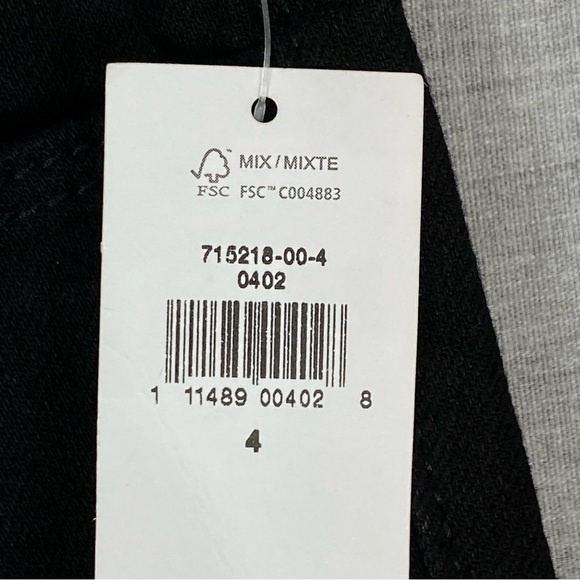 MIX/MIXTE
FSC FSC™ C004883
715218-00-4
0402
1 11489 00402 8
4